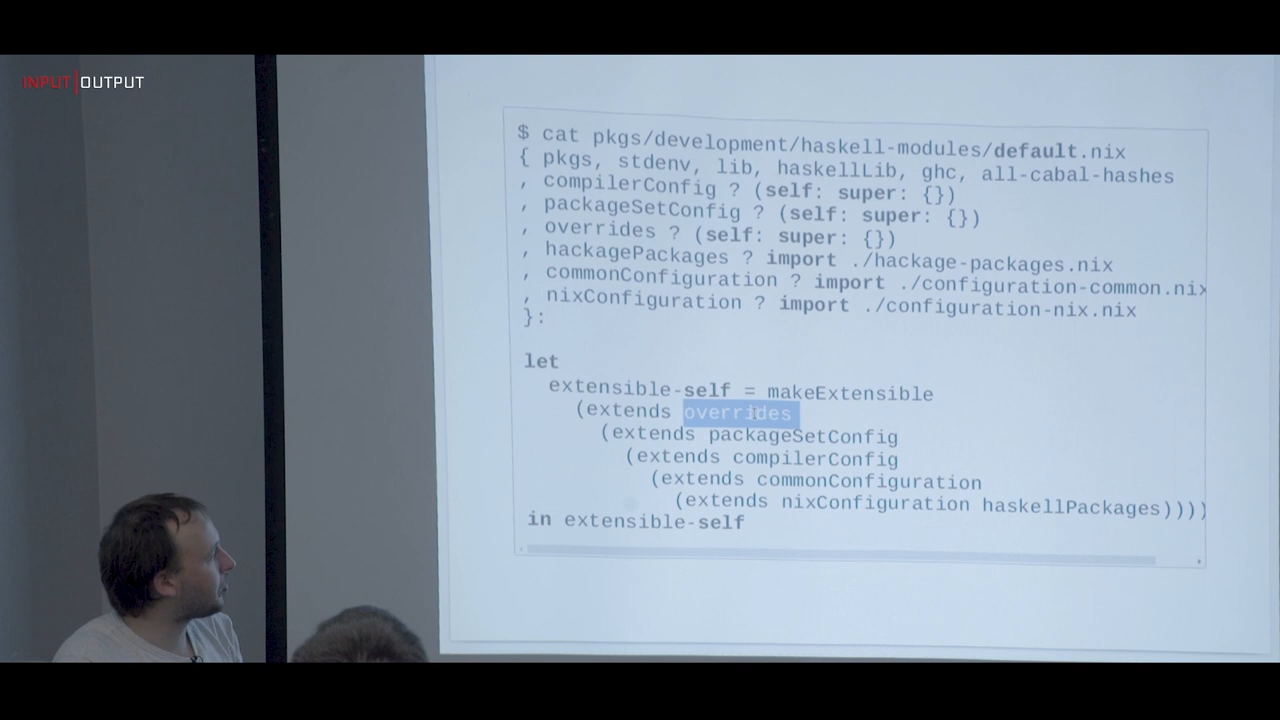 INPUT|OUTPUT
$ cat pkgs/development/haskell-modules/default.nix
{ pkgs, stdenv, lib, haskellLib, ghc, all-cabal-hashes
, compilerConfig ? (self: super: {})
, packageSetConfig ? (self: super: {})
, overrides ? (self: super: {})
, hackagePackages ? import ./hackage-packages.nix
, commonConfiguration ? import ./configuration-common.nix
, nixConfiguration ? import ./configuration-nix.nix
}:
let
extensible-self = makeExtensible
(extends overrides
(extends packageSetConfig
(extends compilerConfig
(extends commonConfiguration
(extends nixConfiguration haskellPackages))))
in extensible-self